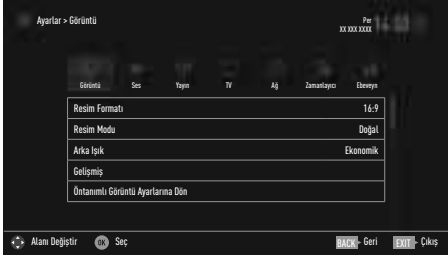 Ayarlar > Görüntü
Per
XX XXX XXXX
Görüntü Ses Yayın TV Ağ Zamanlayıcı Ebeveyn
Resim Formatı 16:9
Resim Modu Doğal
Arka Işık Ekonomik
Gelişmiş
Öntanımlı Görüntü Ayarlarına Dön
Alanı Değiştir OK Seç BACK Geri EXIT Çıkış